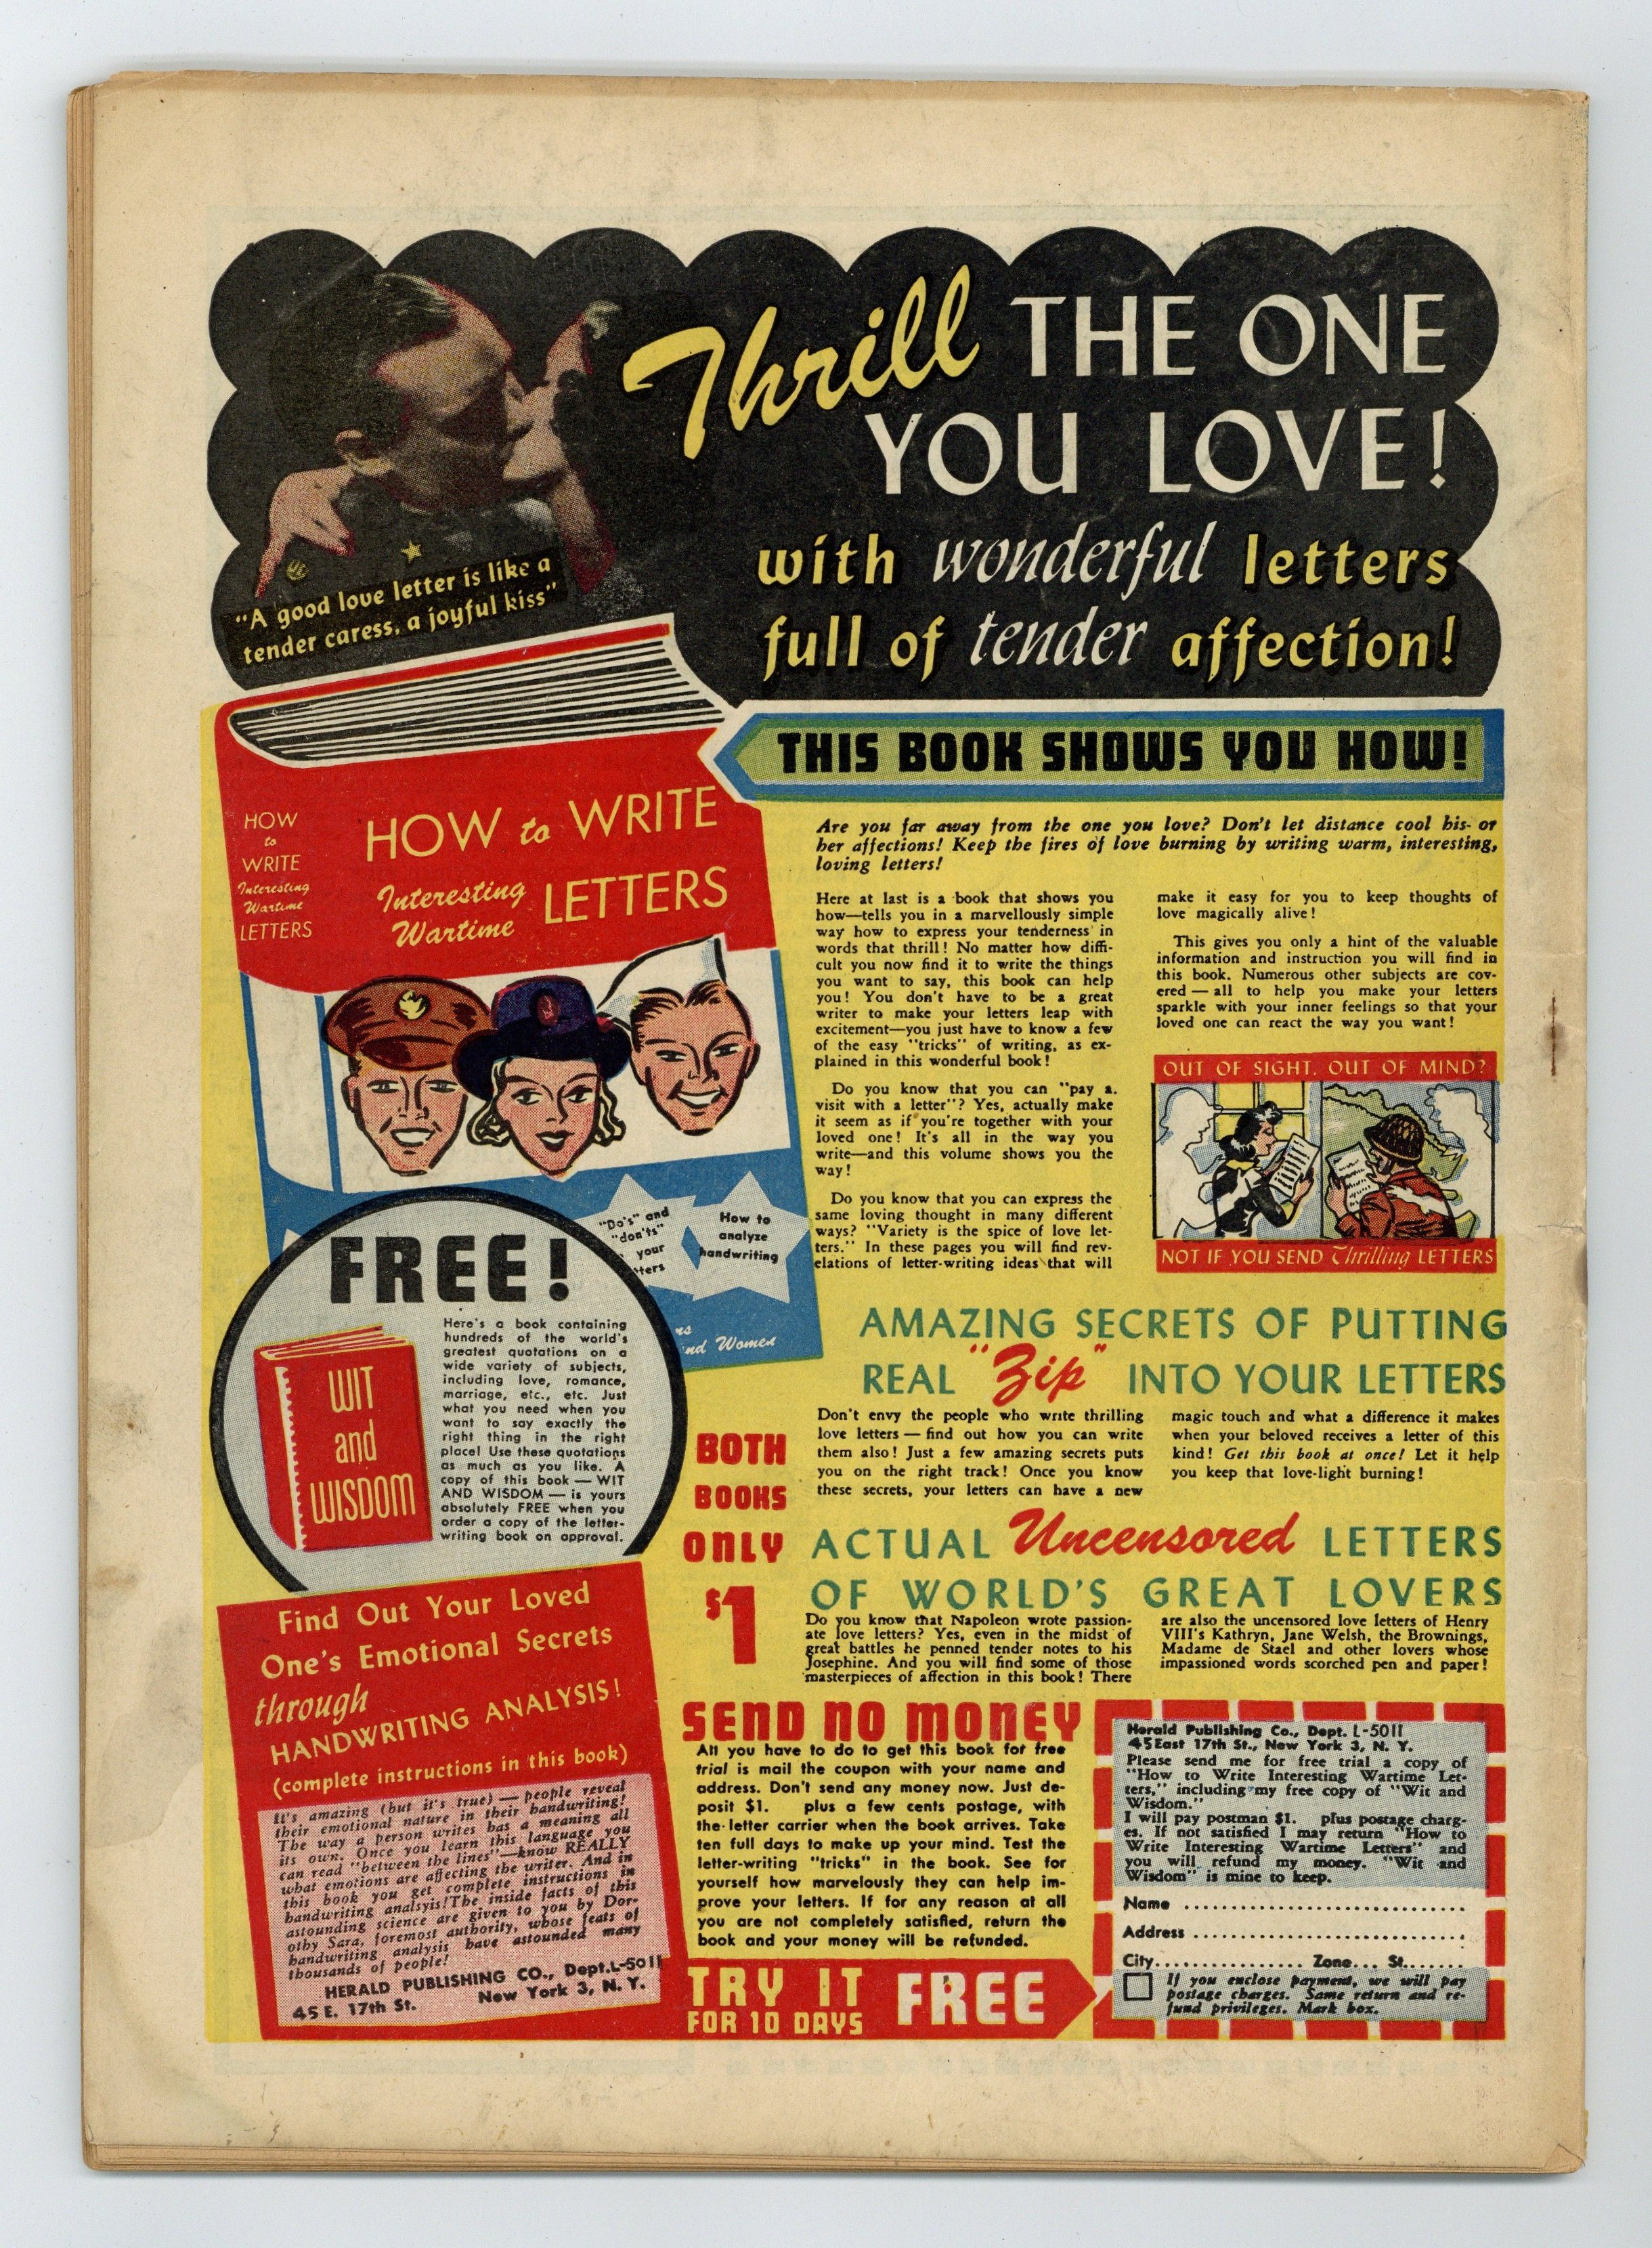 Thrill THE ONE
YOU LOVE!
with wonderful letters
full of tender affection!
"A good love letter is like a
tender caress, a joyful kiss"
HOW
to
WRITE
Interesting
Wartime
LETTERS
HOW to WRITE
Interesting
Wartime LETTERS
"Do's" and
"don'ts"
your
How to
analyze
handwriting
Women
THIS BOOK SHOWS YOU HOW!
Are you far away from the one you love? Don't let distance cool his- or
her affections! Keep the fires of love burning by writing warm, interesting,
loving letters!
Here at last is a book that shows you
how—tells you in a marvellously simple
way how to express your tenderness in
words that thrill! No matter how diffi-
cult you now find it to write the things
you want to say, this book can help
you! You don't have to be a great
writer to make your letters leap with
excitement—you just have to know a few
of the easy "tricks" of writing, as ex-
plained in this wonderful book!
Do you know that you can "pay a
visit with a letter"? Yes, actually make
it seem as if you're together with your
loved one! It's all in the way you
write—and this volume shows you the
way!
Do you know that you can express the
same loving thought in many different
ways? "Variety is the spice of love let-
ters." In these pages you will find rev-
elations of letter-writing ideas that will
make it easy for you to keep thoughts of
love magically alive!
This gives you only a hint of the valuable
information and instruction you will find in
this book. Numerous other subjects are cov-
ered — all to help you make your letters
sparkle with your inner feelings so that your
loved one can react the way you want!
OUT OF SIGHT, OUT OF MIND?
NOT IF YOU SEND Thrilling LETTERS
FREE!
WIT
and
WISDOM
Here's a book containing
hundreds of the world's
greatest quotations on a
wide variety of subjects,
including love, romance,
marriage, etc., etc. Just
what you need when you
want to say exactly the
right thing in the right
place! Use these quotations
as much as you like. A
copy of this book — WIT
AND WISDOM — is yours
absolutely FREE when you
order a copy of the letter-
writing book on approval.
BOTH
BOOKS
ONLY
$1
AMAZING SECRETS OF PUTTING
REAL "Zip" INTO YOUR LETTERS
Don't envy the people who write thrilling
love letters — find out how you can write
them also! Just a few amazing secrets puts
you on the right track! Once you know
these secrets, your letters can have a new
magic touch and what a difference it makes
when your beloved receives a letter of this
kind! Get this book at once! Let it help
you keep that love-light burning!
ACTUAL Uncensored LETTERS
OF WORLD'S GREAT LOVERS
Do you know that Napoleon wrote passion-
ate love letters? Yes, even in the midst of
great battles he penned tender notes to his
Josephine. And you will find some of those
masterpieces of affection in this book! There
are also the uncensored love letters of Henry
VIII's Kathryn, Jane Welsh, the Brownings,
Madame de Stael and other lovers whose
impassioned words scorched pen and paper!
Find Out Your Loved
One's Emotional Secrets
through
HANDWRITING ANALYSIS!
(complete instructions in this book)
It's amazing (but it's true) — people reveal
their emotional nature in their handwriting!
The way a person writes has a meaning all
its own. Once you learn this language you
can read "between the lines"—know REALLY
what emotions are affecting the writer. And in
this book you get complete instructions in
handwriting analsyis! The inside facts of this
astounding science are given to you by Dor-
othy Sara, foremost authority, whose feats of
handwriting analysis have astounded many
thousands of people!
HERALD PUBLISHING CO., Dept. L-5011
45 E. 17th St. New York 3, N. Y.
SEND NO MONEY
All you have to do to get this book for free
trial is mail the coupon with your name and
address. Don't send any money now. Just de-
posit $1. plus a few cents postage, with
the letter carrier when the book arrives. Take
ten full days to make up your mind. Test the
letter-writing "tricks" in the book. See for
yourself how marvelously they can help im-
prove your letters. If for any reason at all
you are not completely satisfied, return the
book and your money will be refunded.
TRY IT
FOR 10 DAYS FREE
Herald Publishing Co., Dept. L-5011
45 East 17th St., New York 3, N. Y.
Please send me for free trial a copy of
"How to Write Interesting Wartime Let-
ters," including my free copy of "Wit and
Wisdom."
I will pay postman $1. plus postage charg-
es. If not satisfied I may return "How to
Write Interesting Wartime Letters" and
you will refund my money. "Wit and
Wisdom" is mine to keep.
Name ..............................
Address ..............................
City................ Zone... St.......
If you enclose payment, we will pay
postage charges. Same return and re-
fund privileges. Mark box.